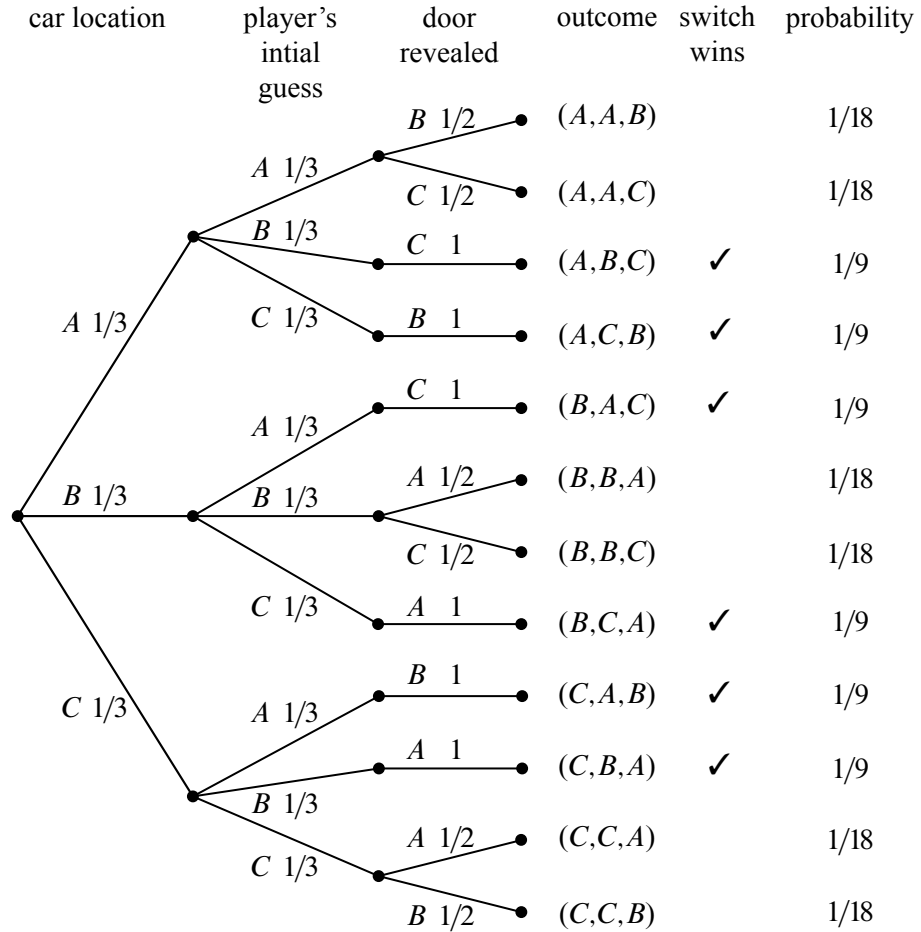 car location player's door outcome switch probability
intial revealed wins
guess
B 1/2 (A,A,B) 1/18
A 1/3
C 1/2 (A,A,C) 1/18
B 1/3 C 1 (A,B,C) ✓ 1/9
A 1/3 C 1/3 B 1 (A,C,B) ✓ 1/9
C 1 (B,A,C) ✓ 1/9
A 1/3
A 1/2 (B,B,A) 1/18
B 1/3 B 1/3
C 1/2 (B,B,C) 1/18
C 1/3 A 1 (B,C,A) ✓ 1/9
B 1 (C,A,B) ✓ 1/9
C 1/3 A 1/3
A 1 (C,B,A) ✓ 1/9
B 1/3
A 1/2 (C,C,A) 1/18
C 1/3
B 1/2 (C,C,B) 1/18